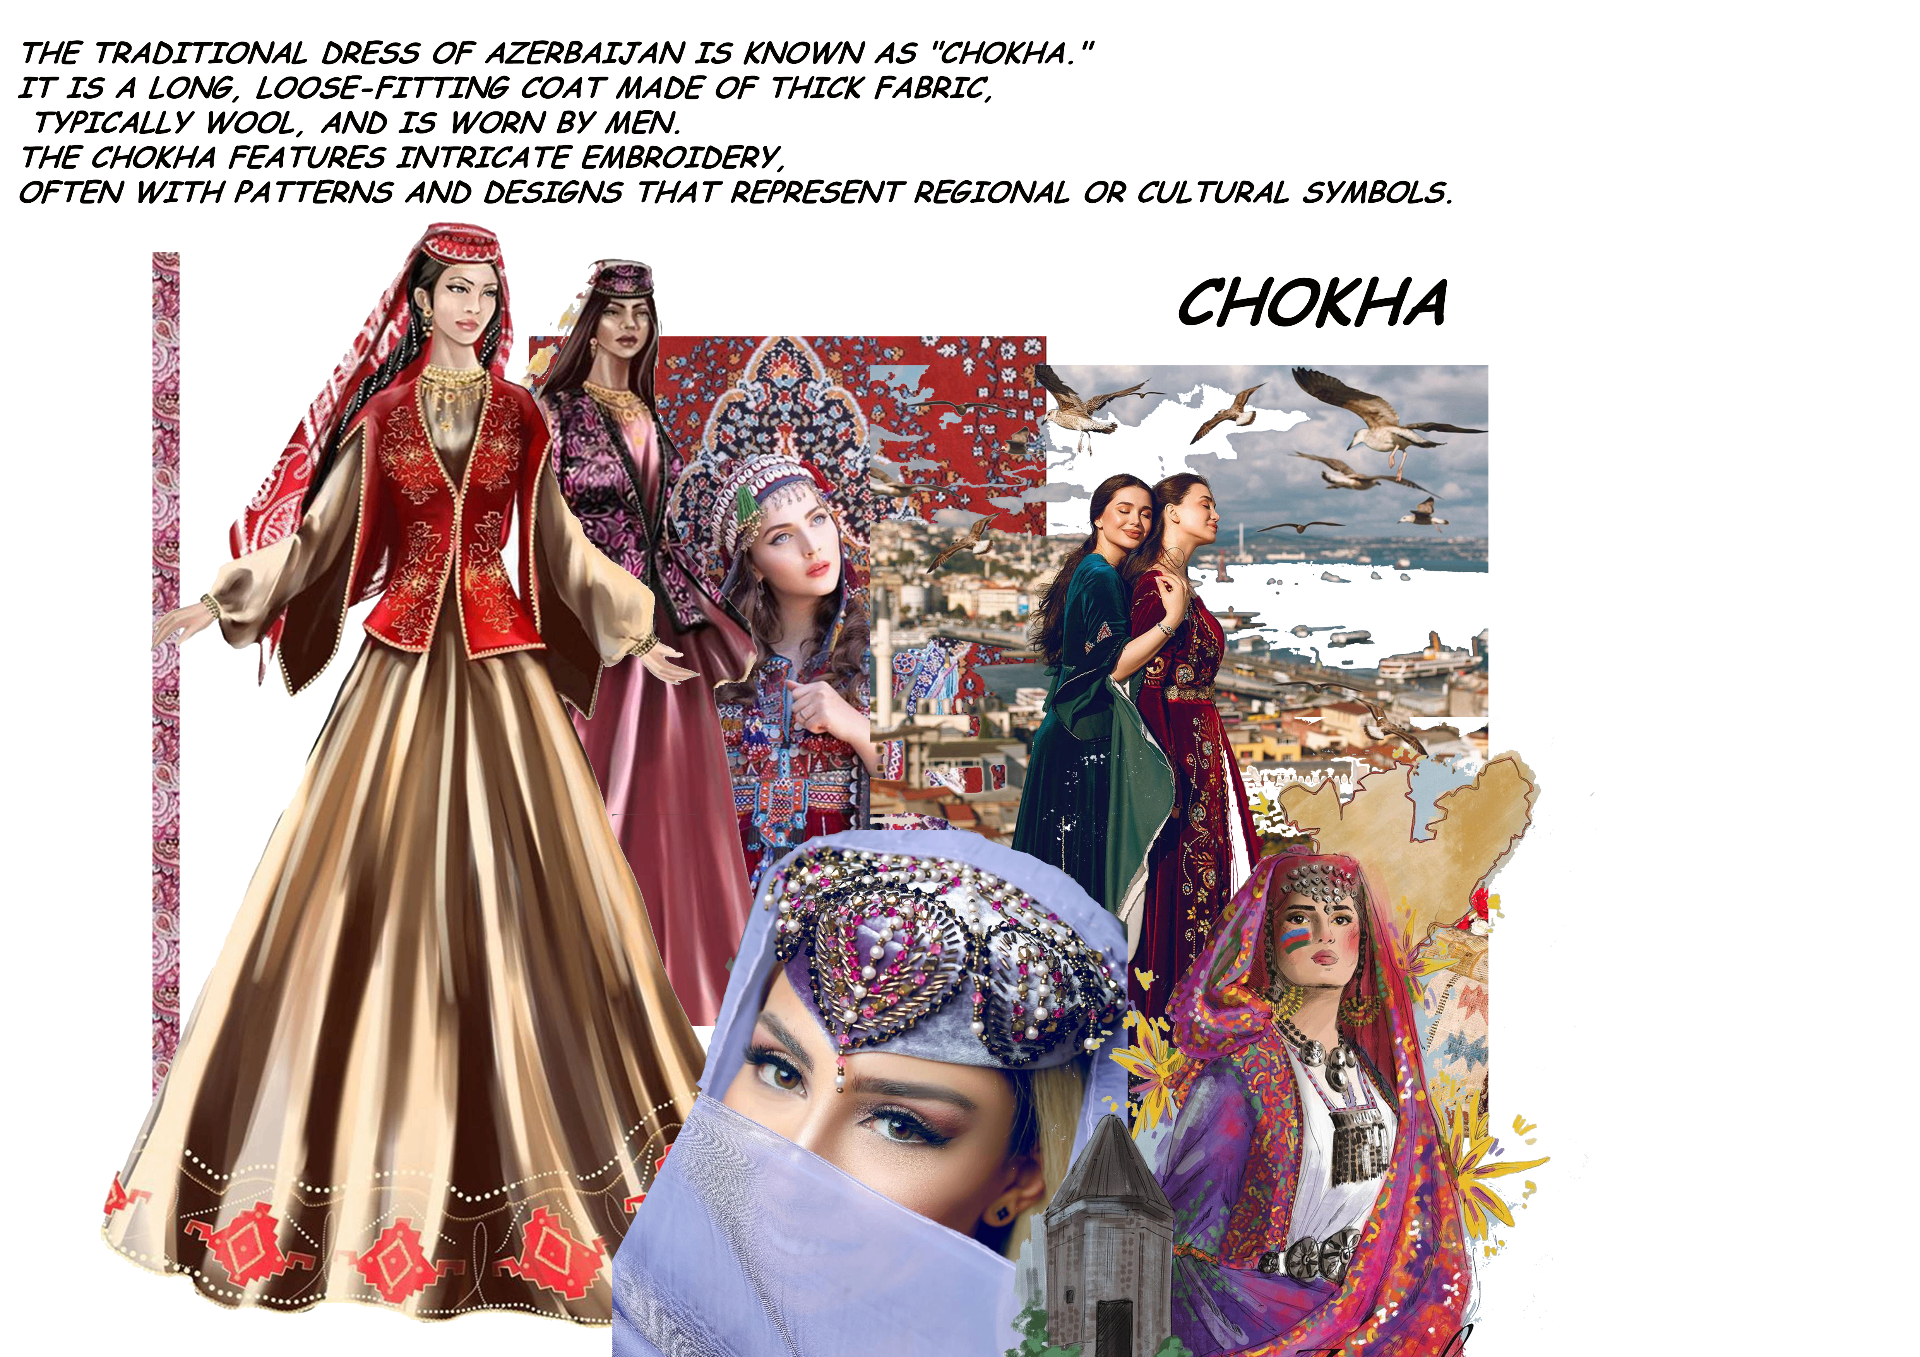 THE TRADITIONAL DRESS OF AZERBAIJAN IS KNOWN AS "CHOKHA."
IT IS A LONG, LOOSE-FITTING COAT MADE OF THICK FABRIC,
TYPICALLY WOOL, AND IS WORN BY MEN.
THE CHOKHA FEATURES INTRICATE EMBROIDERY,
OFTEN WITH PATTERNS AND DESIGNS THAT REPRESENT REGIONAL OR CULTURAL SYMBOLS.
CHOKHA